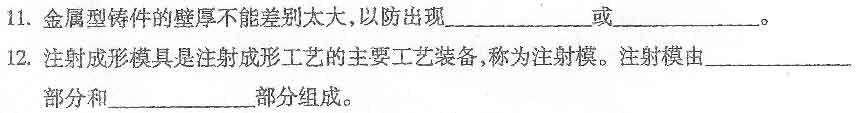 11. 金属型铸件的壁厚不能差别太大,以防出现____________或____________。
12. 注射成形模具是注射成形工艺的主要工艺装备,称为注射模。注射模由____________
部分和____________部分组成。